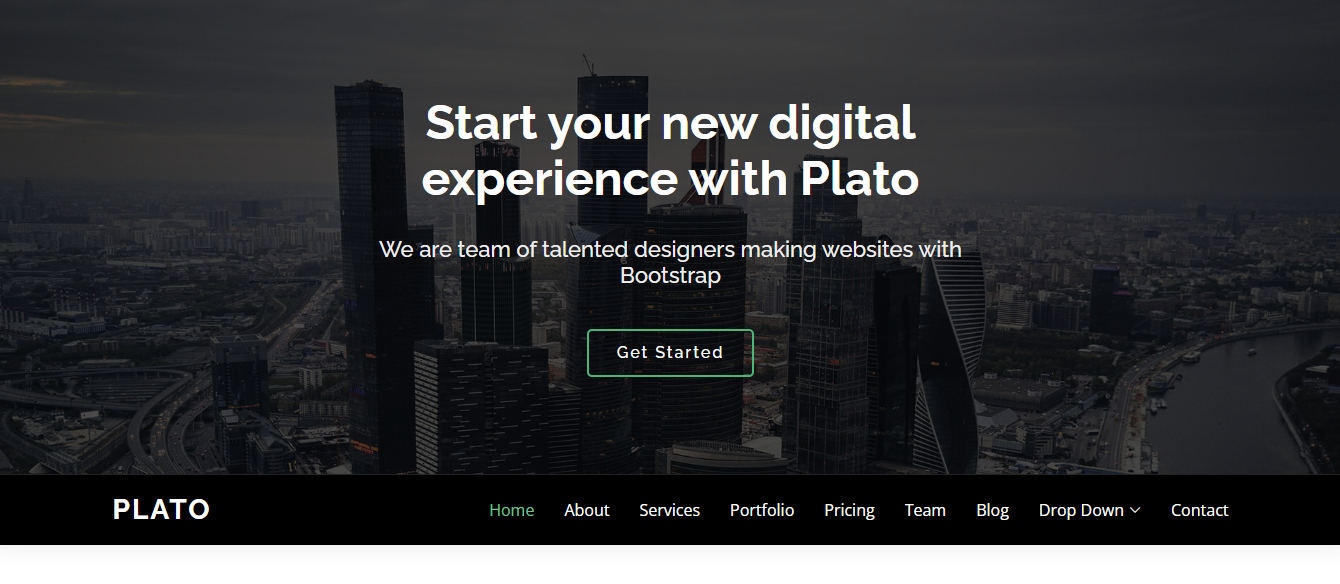 Start your new digital
experience with Plato
We are team of talented designers making websites with
Bootstrap
Get Started
PLATO
Home About Services Portfolio Pricing Team Blog Drop Down Contact